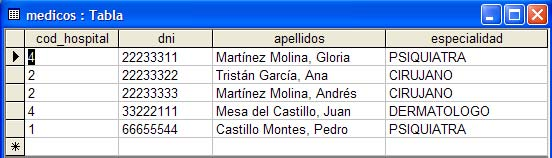 medicos : Tabla
cod_hospital dni apellidos especialidad
4 22233311 Martínez Molina, Gloria PSIQUIATRA
2 22233322 Tristán García, Ana CIRUJANO
2 22233333 Martínez Molina, Andrés CIRUJANO
4 33222111 Mesa del Castillo, Juan DERMATOLOGO
1 66655544 Castillo Montes, Pedro PSIQUIATRA